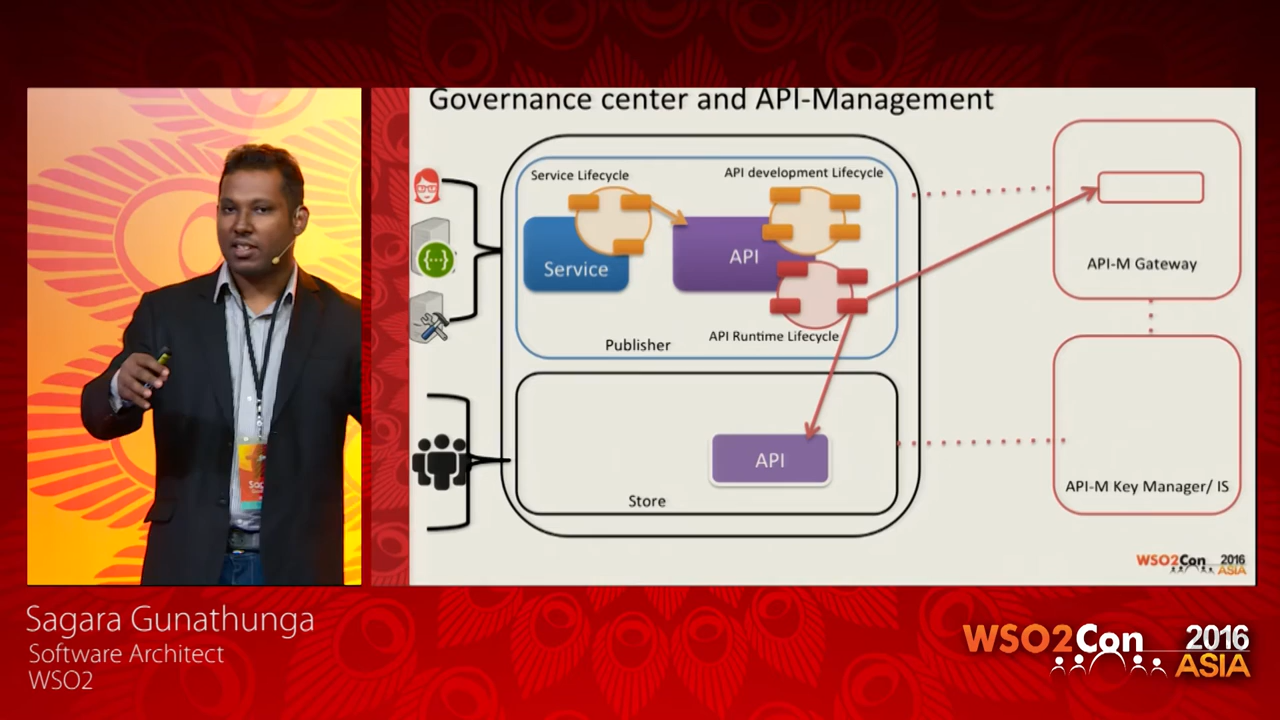 Governance center and API-Management
Service Lifecycle
API development Lifecycle
Service
API
API-M Gateway
Publisher
API Runtime Lifecycle
API
Store
API-M Key Manager/ IS
WSO2Con 2016
ASIA
Sagara Gunathunga
Software Architect
WSO2
WSO2Con 2016
ASIA